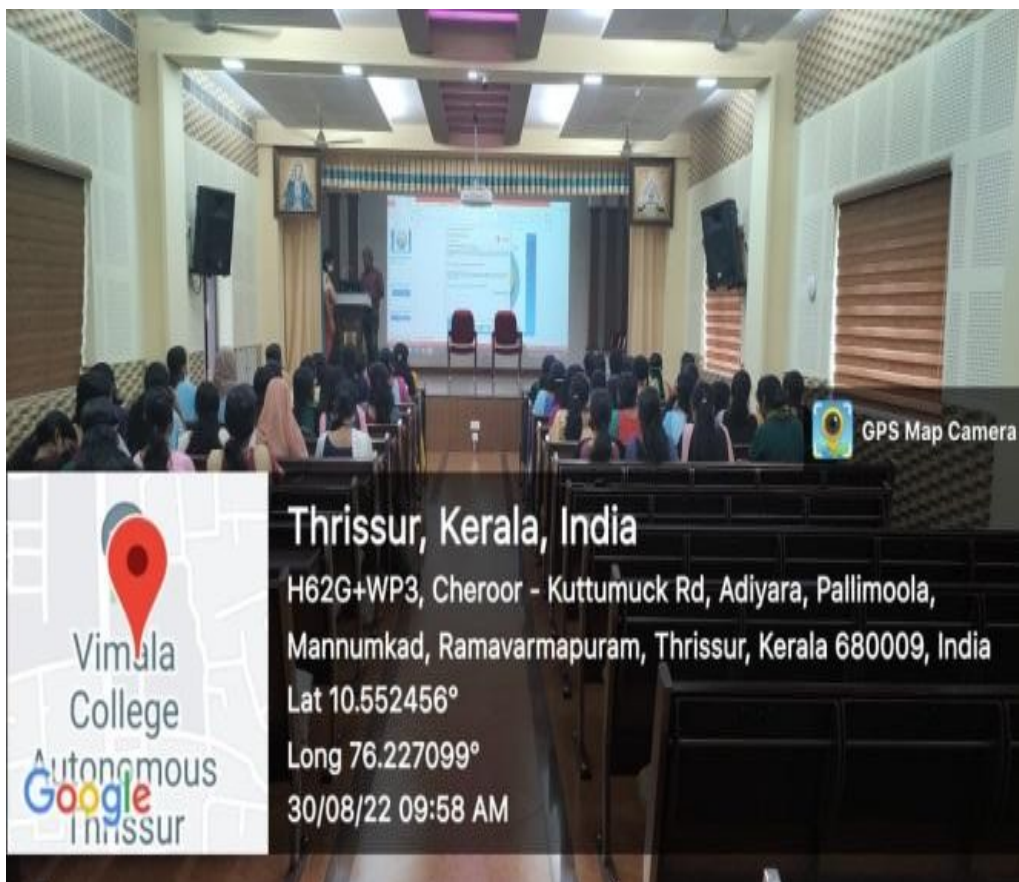 GPS Map Camera
Thrissur, Kerala, India
H62G+WP3, Cheroor - Kuttumuck Rd, Adiyara, Pallimoola,
Mannumkad, Ramavarmapuram, Thrissur, Kerala 680009, India
Lat 10.552456°
Long 76.227099°
30/08/22 09:58 AM
Vimala
College
Autonomous
Google
Thrissur